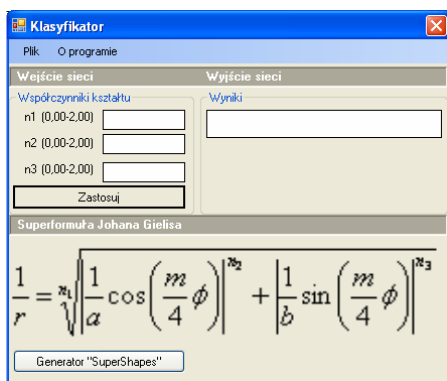 Klasyfikator
Plik O programie
Wejście sieci Wyjście sieci
Współczynniki kształtu Wyniki
n1 (0,00-2,00)
n2 (0,00-2,00)
n3 (0,00-2,00)
Zastosuj
Superformuła Johana Gielisa
1/r = n₁√(|1/a cos(m/4 ϕ)|^n₂ + |1/b sin(m/4 ϕ)|^n₃)
Generator "SuperShapes"